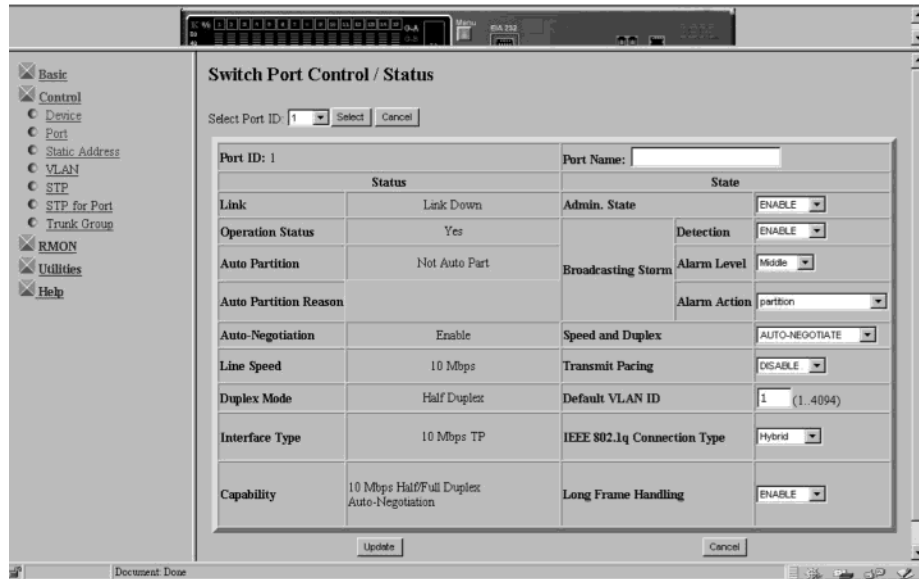 Menu
EIA 232
G-A
Basic
Control
Device
Port
Static Address
VLAN
STP
STP for Port
Trunk Group
RMON
Utilities
Help
Switch Port Control / Status
Select Port ID: 1 Select Cancel
Port ID: 1 Port Name:
Status State
Link Link Down Admin. State ENABLE
Operation Status Yes Broadcasting Storm Detection ENABLE
Auto Partition Not Auto Part Alarm Level Middle
Auto Partition Reason Alarm Action partition
Auto-Negotiation Enable Speed and Duplex AUTO-NEGOTIATE
Line Speed 10 Mbps Transmit Pacing DISABLE
Duplex Mode Half Duplex Default VLAN ID 1 (1..4094)
Interface Type 10 Mbps TP IEEE 802.1q Connection Type Hybrid
Capability 10 Mbps Half/Full Duplex
Auto-Negotiation Long Frame Handling ENABLE
Update Cancel
Document: Done